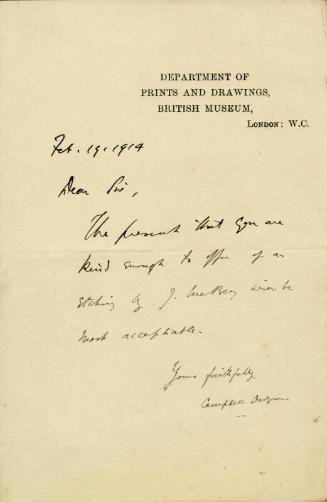 DEPARTMENT OF
PRINTS AND DRAWINGS,
BRITISH MUSEUM,
LONDON: W.C.
Feb. 19. 1914
Dear Sir,
The present that you are
kind enough to offer of an
etching by J. McBey will be
most acceptable.
Yours faithfully
Campbell Dodgson